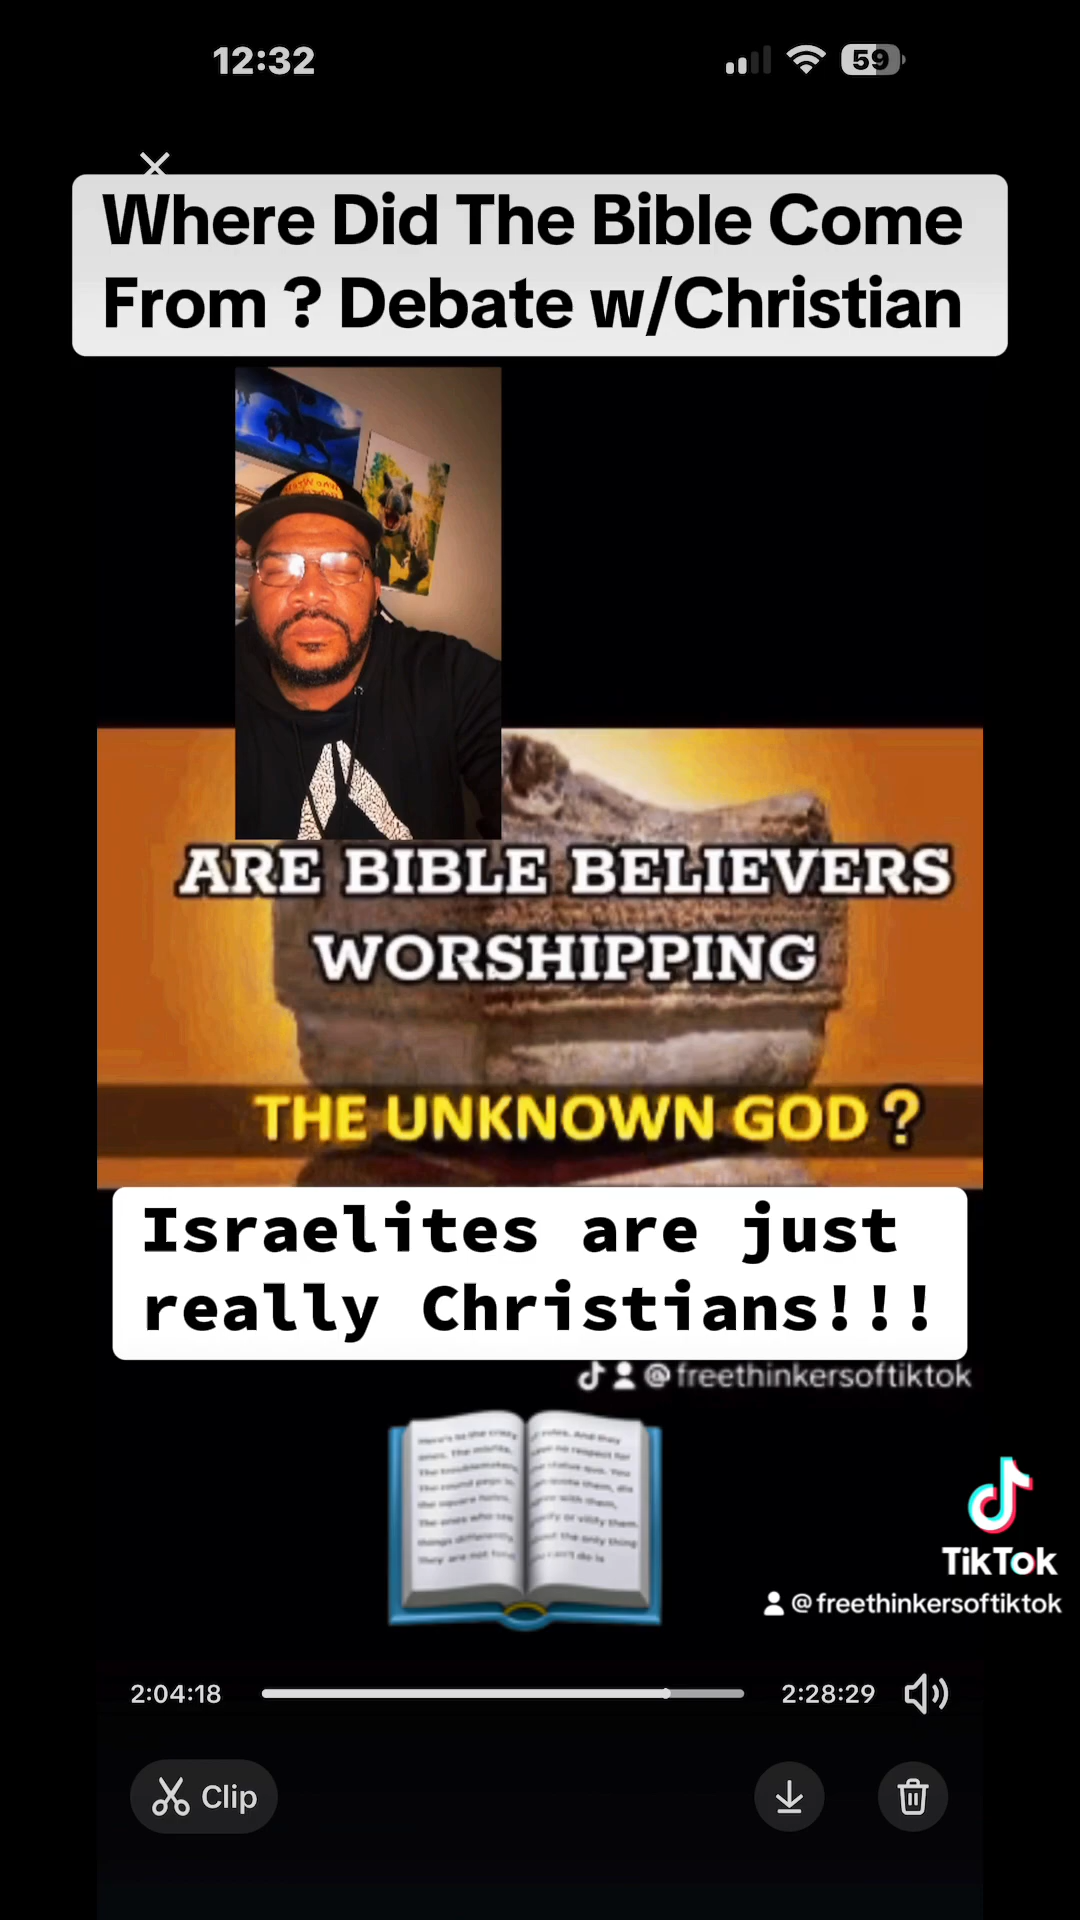 12:32
59
Where Did The Bible Come
From ? Debate w/Christian
ARE BIBLE BELIEVERS
WORSHIPPING
THE UNKNOWN GOD ?
Israelites are just
really Christians!!!
@freethinkersoftiktok
TikTok
@freethinkersoftiktok
2:04:18
2:28:29
Clip